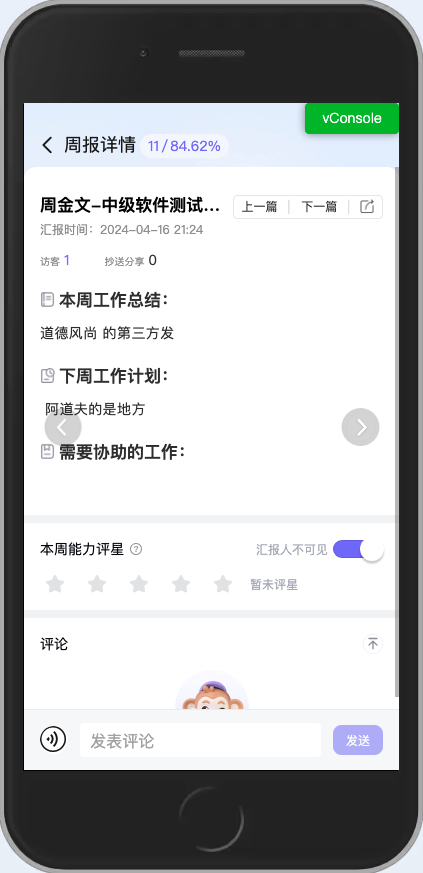 vConsole
周报详情 11/84.62%
周金文-中级软件测试... 上一篇 下一篇
汇报时间：2024-04-16 21:24
访客 1 抄送分享 0
本周工作总结：
道德风尚 的第三方发
下周工作计划：
阿道夫的是地方
需要协助的工作：
本周能力评星 ? 汇报人不可见
暂未评星
评论
发表评论 发送